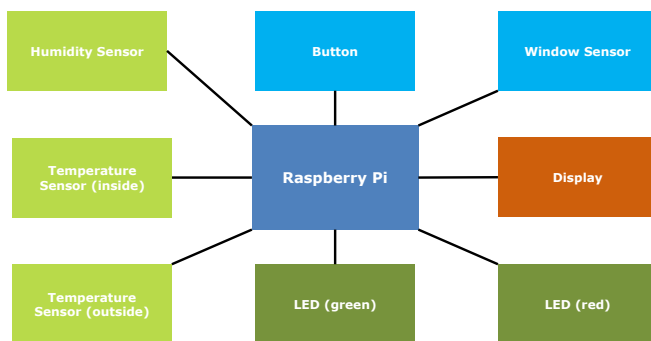 Humidity Sensor
Button
Window Sensor
Temperature
Sensor (inside)
Raspberry Pi
Display
Temperature
Sensor (outside)
LED (green)
LED (red)